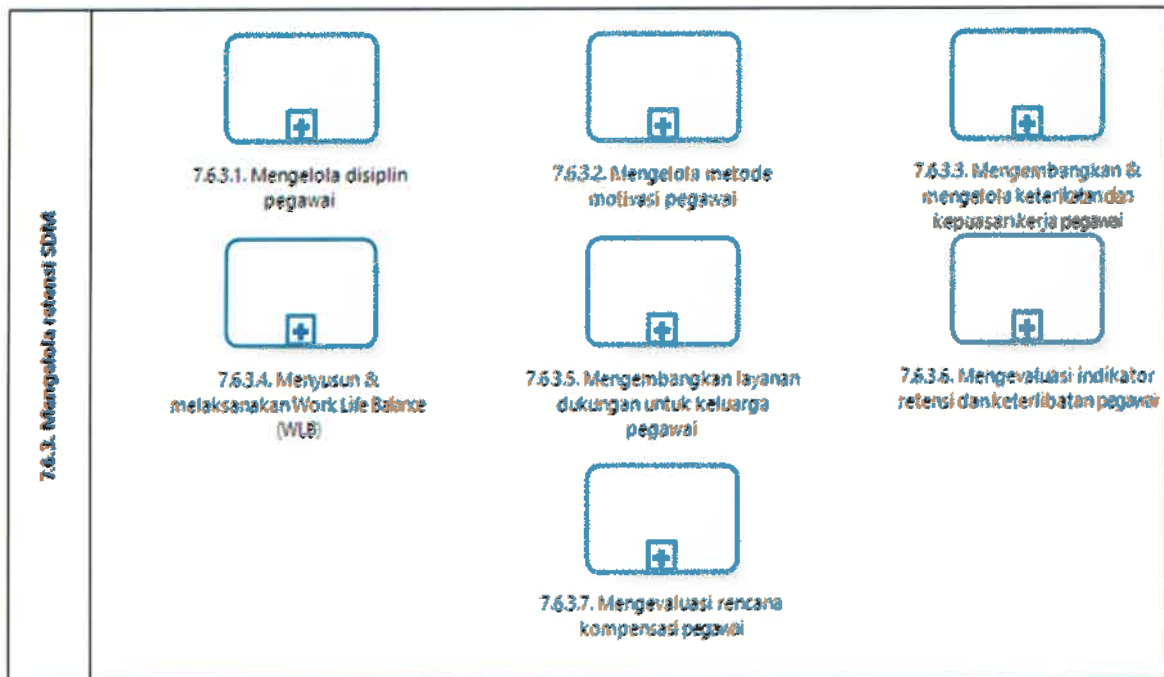 7.6.3. Mengelola retensi SDM
7.6.3.1. Mengelola disiplin
pegawai
7.6.3.2. Mengelola metode
motivasi pegawai
7.6.3.3. Mengembangkan &
mengelola keterikatan dan
kepuasan kerja pegawai
7.6.3.4. Menyusun &
melaksanakan Work Life Balance
(WLB)
7.6.3.5. Mengembangkan layanan
dukungan untuk keluarga
pegawai
7.6.3.6. Mengevaluasi indikator
retensi dan keterlibatan pegawai
7.6.3.7. Mengevaluasi rencana
kompensasi pegawai